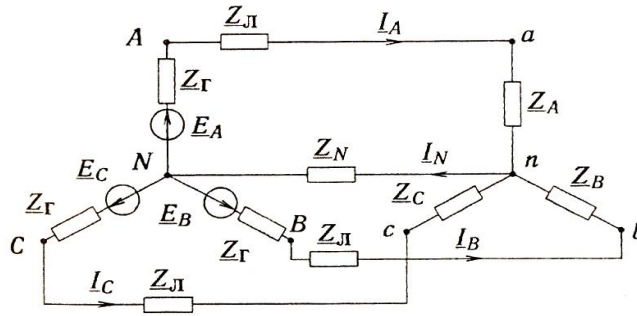 A Z_Л I_A a
Z_Г Z_A
E_A
N Z_N I_N n
E_C Z_C Z_B
Z_Г E_B B Z_Л c I_B
C Z_Г
I_C Z_Л